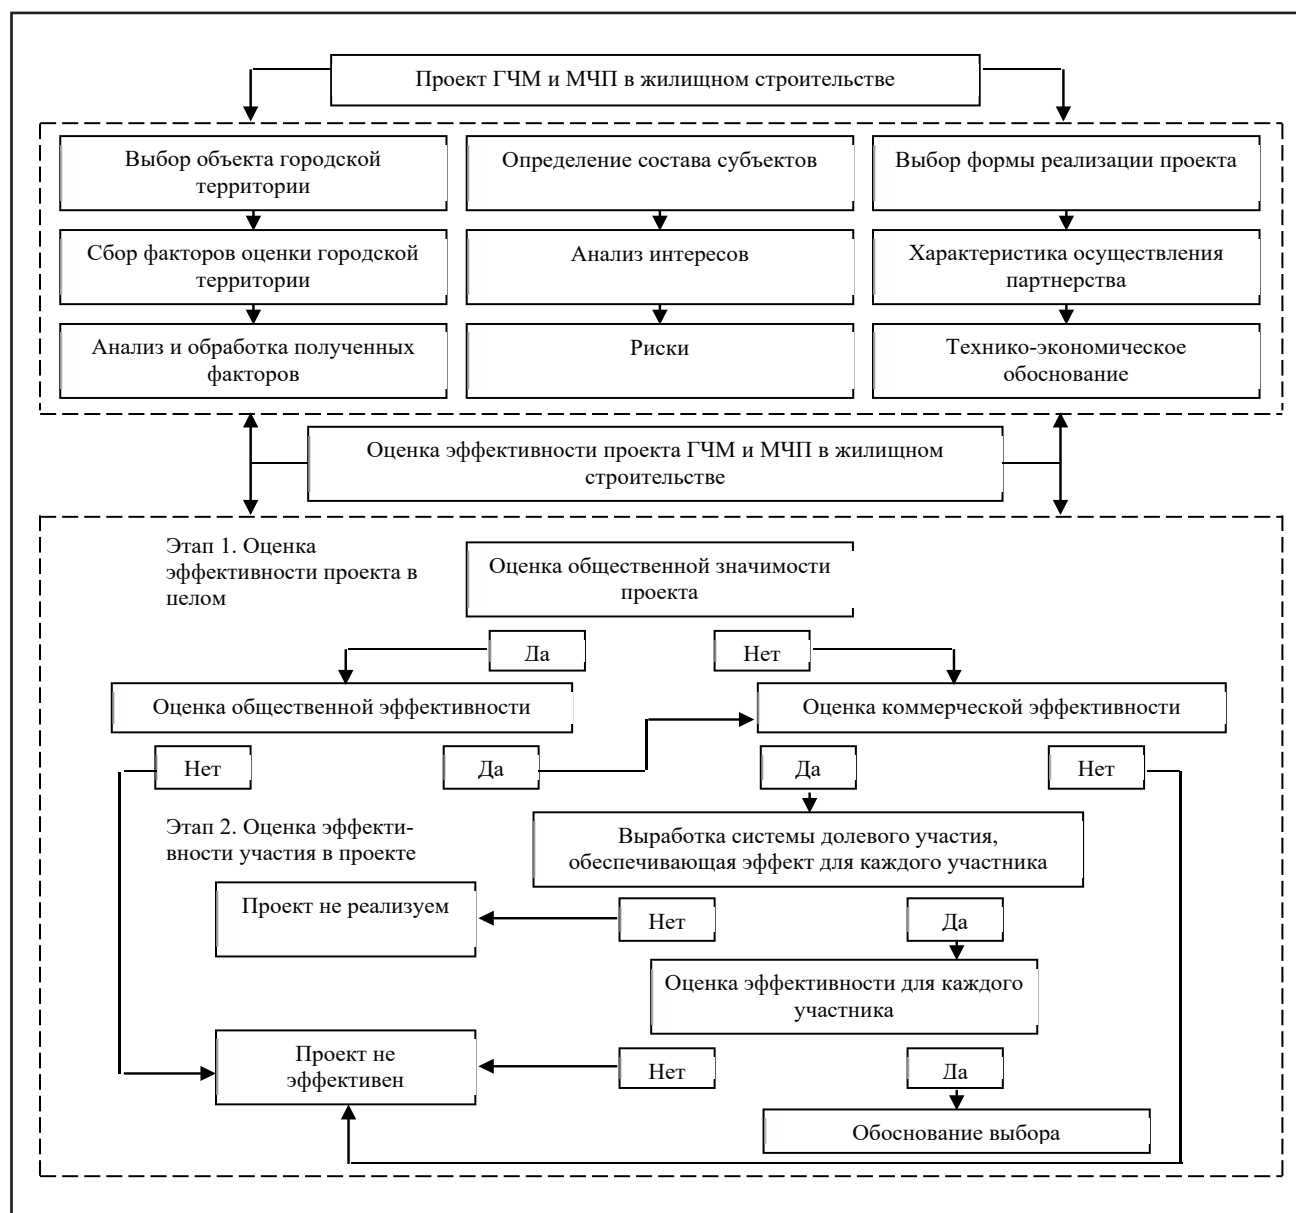 Проект ГЧМ и МЧП в жилищном строительстве
Выбор объекта городской
территории
Определение состава субъектов
Выбор формы реализации проекта
Сбор факторов оценки городской
территории
Анализ интересов
Характеристика осуществления
партнерства
Анализ и обработка полученных
факторов
Риски
Технико-экономическое
обоснование
Оценка эффективности проекта ГЧМ и МЧП в жилищном
строительстве
Этап 1. Оценка
эффективности проекта в
целом
Оценка общественной значимости
проекта
Да
Нет
Оценка общественной эффективности
Оценка коммерческой эффективности
Нет
Да
Да
Нет
Этап 2. Оценка эффекти-
вности участия в проекте
Выработка системы долевого участия,
обеспечивающая эффект для каждого участника
Проект не реализуем
Нет
Да
Оценка эффективности для каждого
участника
Проект не
эффективен
Нет
Да
Обоснование выбора